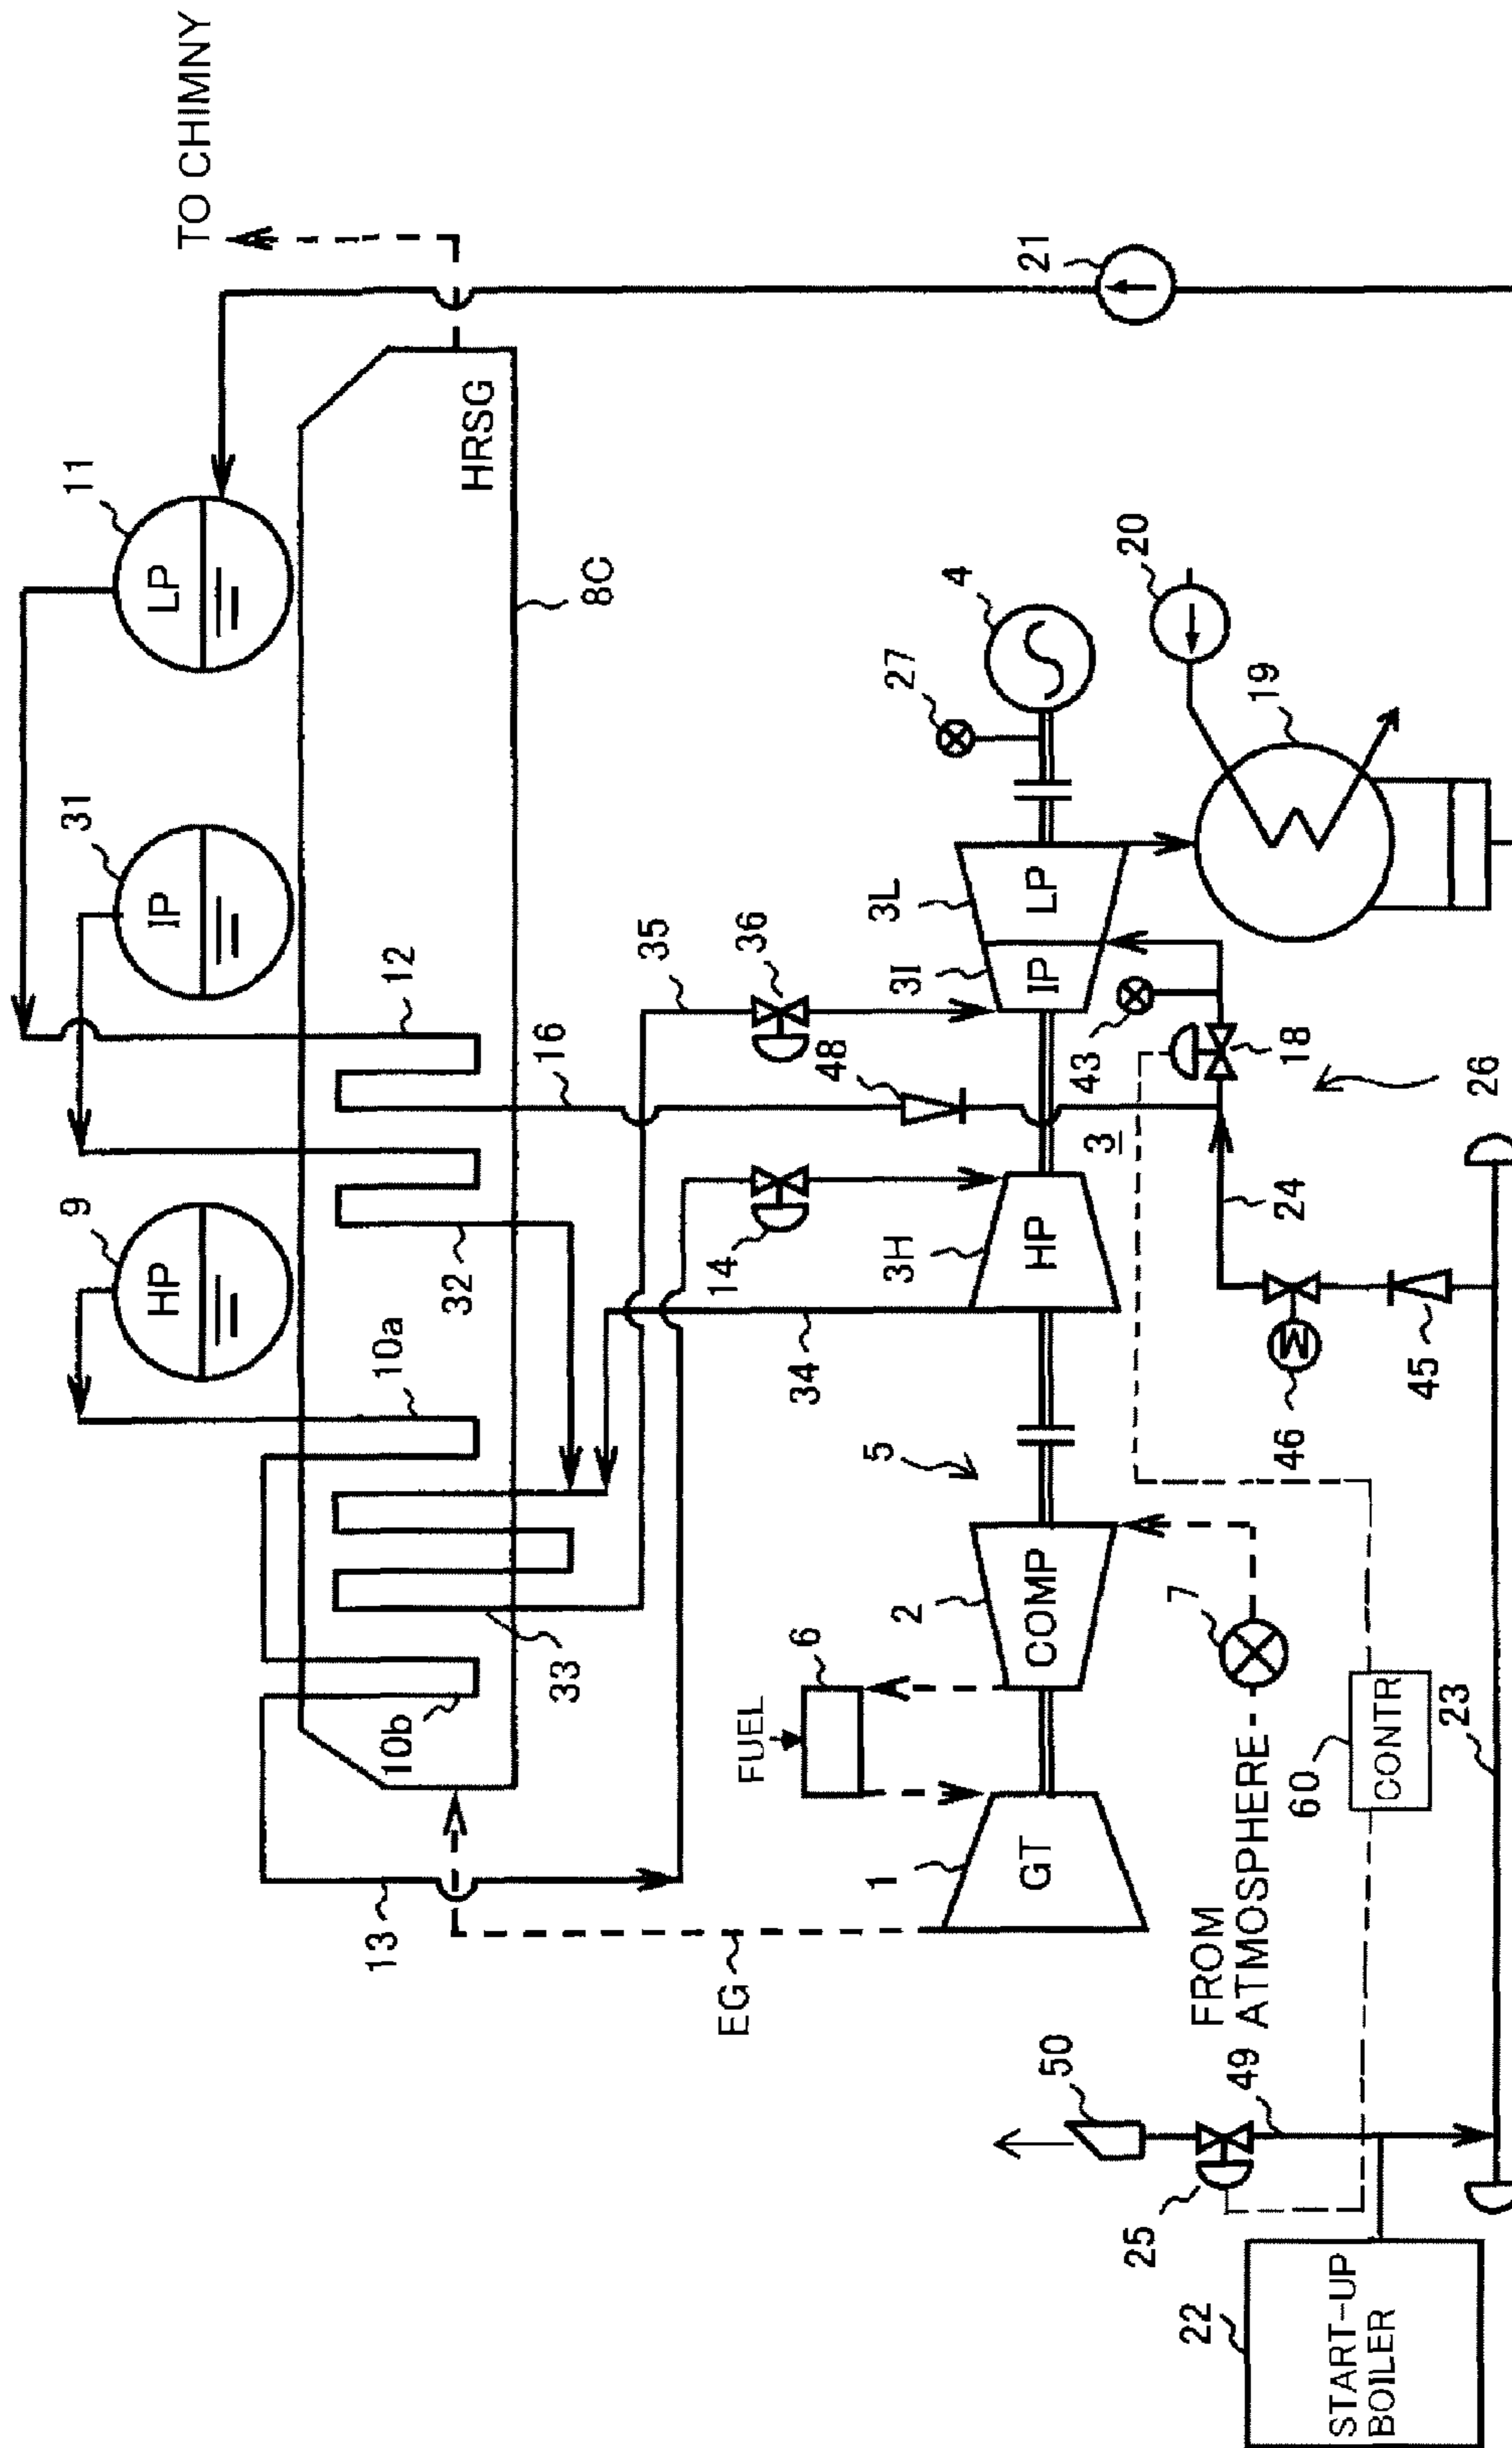 TO CHIMNY
11
LP
31
IP
9
HP
HRSG
8C
21
12
10a
32
33
10b
13
16
35
36
48
14
34
27
4
20
19
3L
LP
3I
IP
43
18
26
3
3H
HP
24
46
45
5
2
COMP
6
FUEL
7
1
GT
EG
FROM
ATMOSPHERE
60
CONTR
23
50
49
25
22
START-UP
BOILER
M